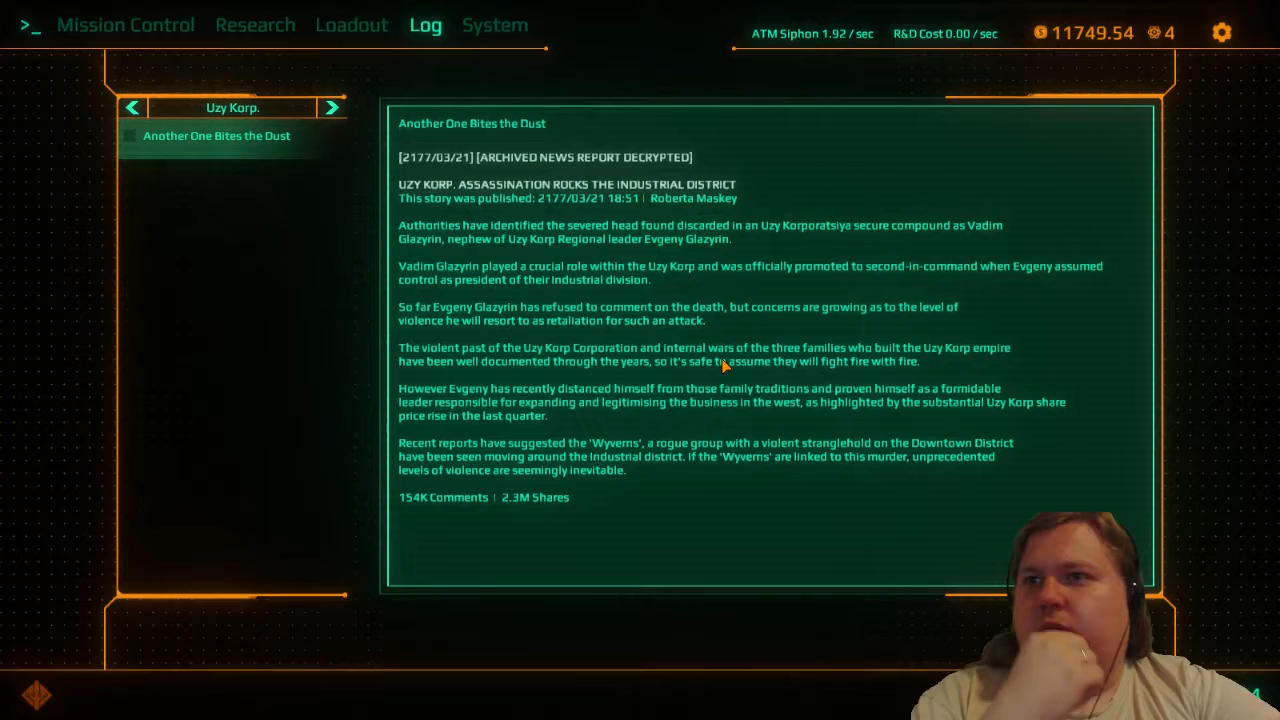 >_ Mission Control Research Loadout Log System
ATM Siphon 1.92 / sec R&D Cost 0.00 / sec 11749.54 4
Uzy Korp.
Another One Bites the Dust
Another One Bites the Dust
[2177/03/21] [ARCHIVED NEWS REPORT DECRYPTED]
UZY KORP. ASSASSINATION ROCKS THE INDUSTRIAL DISTRICT
This story was published: 2177/03/21 18:51 | Roberta Maskey
Authorities have identified the severed head found discarded in an Uzy Korporatsiya secure compound as Vadim
Glazyrin, nephew of Uzy Korp Regional leader Evgeny Glazyrin.
Vadim Glazyrin played a crucial role within the Uzy Korp and was officially promoted to second-in-command when Evgeny assumed
control as president of their Industrial division.
So far Evgeny Glazyrin has refused to comment on the death, but concerns are growing as to the level of
violence he will resort to as retaliation for such an attack.
The violent past of the Uzy Korp Corporation and internal wars of the three families who built the Uzy Korp empire
have been well documented through the years, so it's safe to assume they will fight fire with fire.
However Evgeny has recently distanced himself from those family traditions and proven himself as a formidable
leader responsible for expanding and legitimising the business in the west, as highlighted by the substantial Uzy Korp share
price rise in the last quarter.
Recent reports have suggested the 'Wyverns', a rogue group with a violent stranglehold on the Downtown District
have been seen moving around the Industrial district. If the 'Wyverns' are linked to this murder, unprecedented
levels of violence are seemingly inevitable.
154K Comments | 2.3M Shares